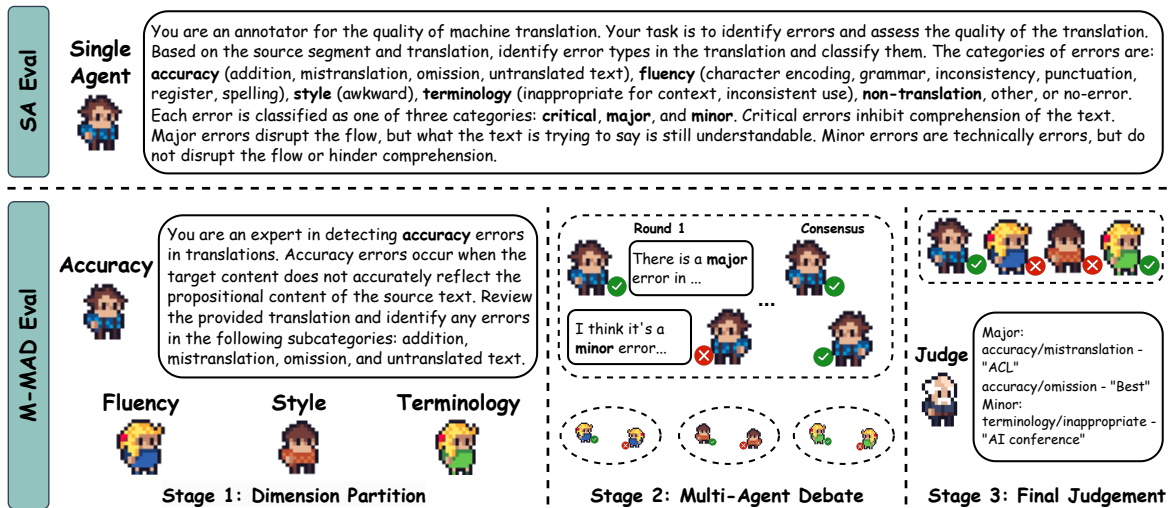 SA Eval
Single
Agent
You are an annotator for the quality of machine translation. Your task is to identify errors and assess the quality of the translation.
Based on the source segment and translation, identify error types in the translation and classify them. The categories of errors are:
accuracy (addition, mistranslation, omission, untranslated text), fluency (character encoding, grammar, inconsistency, punctuation,
register, spelling), style (awkward), terminology (inappropriate for context, inconsistent use), non-translation, other, or no-error.
Each error is classified as one of three categories: critical, major, and minor. Critical errors inhibit comprehension of the text.
Major errors disrupt the flow, but what the text is trying to say is still understandable. Minor errors are technically errors, but do
not disrupt the flow or hinder comprehension.
M-MAD Eval
Accuracy
You are an expert in detecting accuracy errors
in translations. Accuracy errors occur when the
target content does not accurately reflect the
propositional content of the source text. Review
the provided translation and identify any errors
in the following subcategories: addition,
mistranslation, omission, and untranslated text.
Fluency
Style
Terminology
Stage 1: Dimension Partition
Round 1
Consensus
There is a major
error in ...
...
I think it's a
minor error...
Stage 2: Multi-Agent Debate
Judge
Major:
accuracy/mistranslation -
"ACL"
accuracy/omission - "Best"
Minor:
terminology/inappropriate -
"AI conference"
Stage 3: Final Judgement